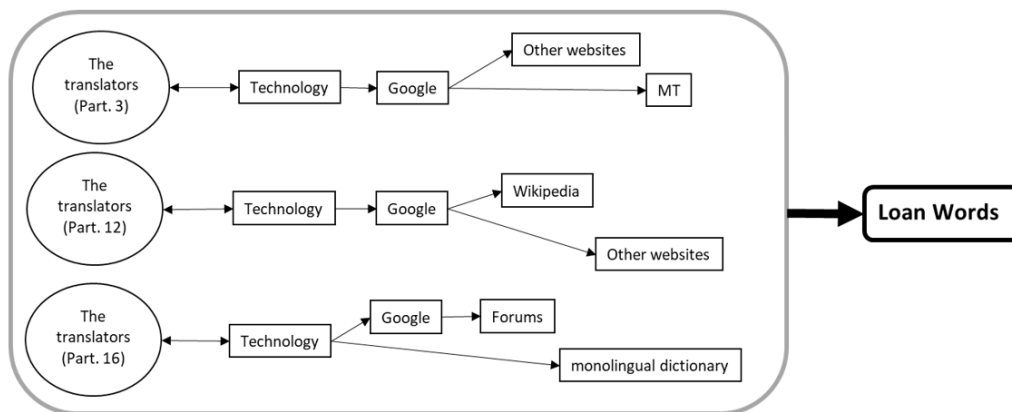 The
translators
(Part. 3)
Technology
Google
Other websites
MT
The
translators
(Part. 12)
Technology
Google
Wikipedia
Other websites
The
translators
(Part. 16)
Technology
Google
Forums
monolingual dictionary
Loan Words